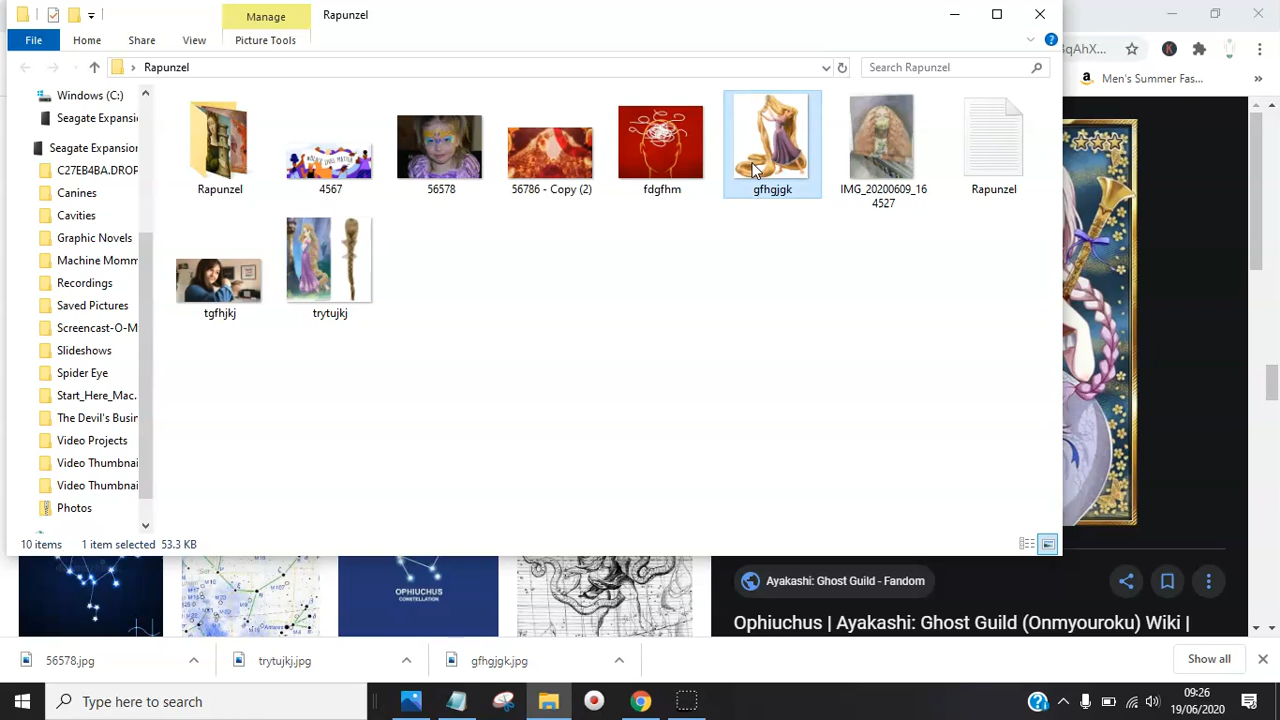 Manage
Rapunzel
File
Home
Share
View
Picture Tools
Rapunzel
Search Rapunzel
3qAhX...
K
Men's Summer Fas...
Windows (C:)
Seagate Expansi
Seagate Expansion
C27EB4BA.DROP
Canines
Cavities
Graphic Novels
Machine Momm
Recordings
Saved Pictures
Screencast-O-M
Slideshows
Spider Eye
Start_Here_Mac.
The Devil's Busin
Video Projects
Video Thumbnai
Video Thumbnai
Photos
Rapunzel
4567
56578
56786 - Copy (2)
fdgfhm
gfhgjgk
IMG_20200609_16
4527
Rapunzel
tgfhjkj
trytujkj
10 items
1 item selected 53.3 KB
OPHIUCHUS
CONSTELLATION
Ayakashi: Ghost Guild - Fandom
Ophiuchus | Ayakashi: Ghost Guild (Onmyouroku) Wiki |
56578.jpg
trytujkj.jpg
gfhgjgk.jpg
Show all
Type here to search
09:26
19/06/2020